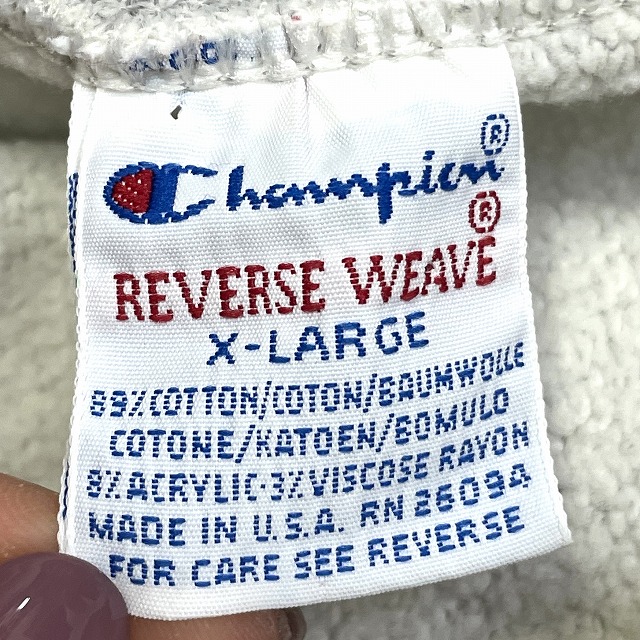 Champion®
REVERSE WEAVE®
X-LARGE
89%COTTON/COTON/BAUMWOLLE
COTONE/KATOEN/BOMULD
8%ACRYLIC·3%VISCOSE RAYON
MADE IN U.S.A. RN 26094
FOR CARE SEE REVERSE